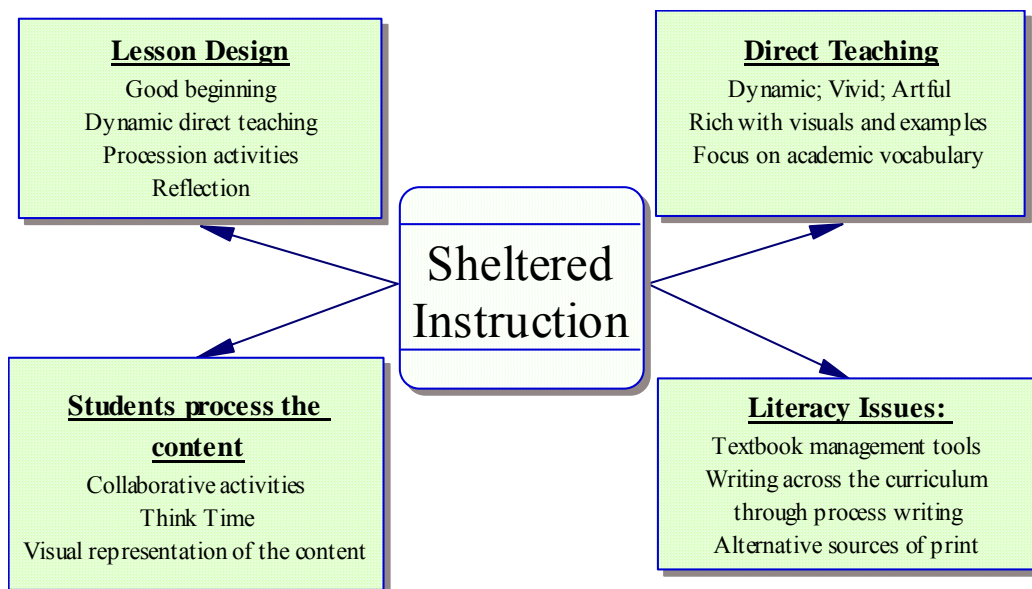 Lesson Design
Good beginning
Dynamic direct teaching
Procession activities
Reflection
Direct Teaching
Dynamic; Vivid; Artful
Rich with visuals and examples
Focus on academic vocabulary
Sheltered
Instruction
Students process the
content
Collaborative activities
Think Time
Visual representation of the content
Literacy Issues:
Textbook management tools
Writing across the curriculum
through process writing
Alternative sources of print